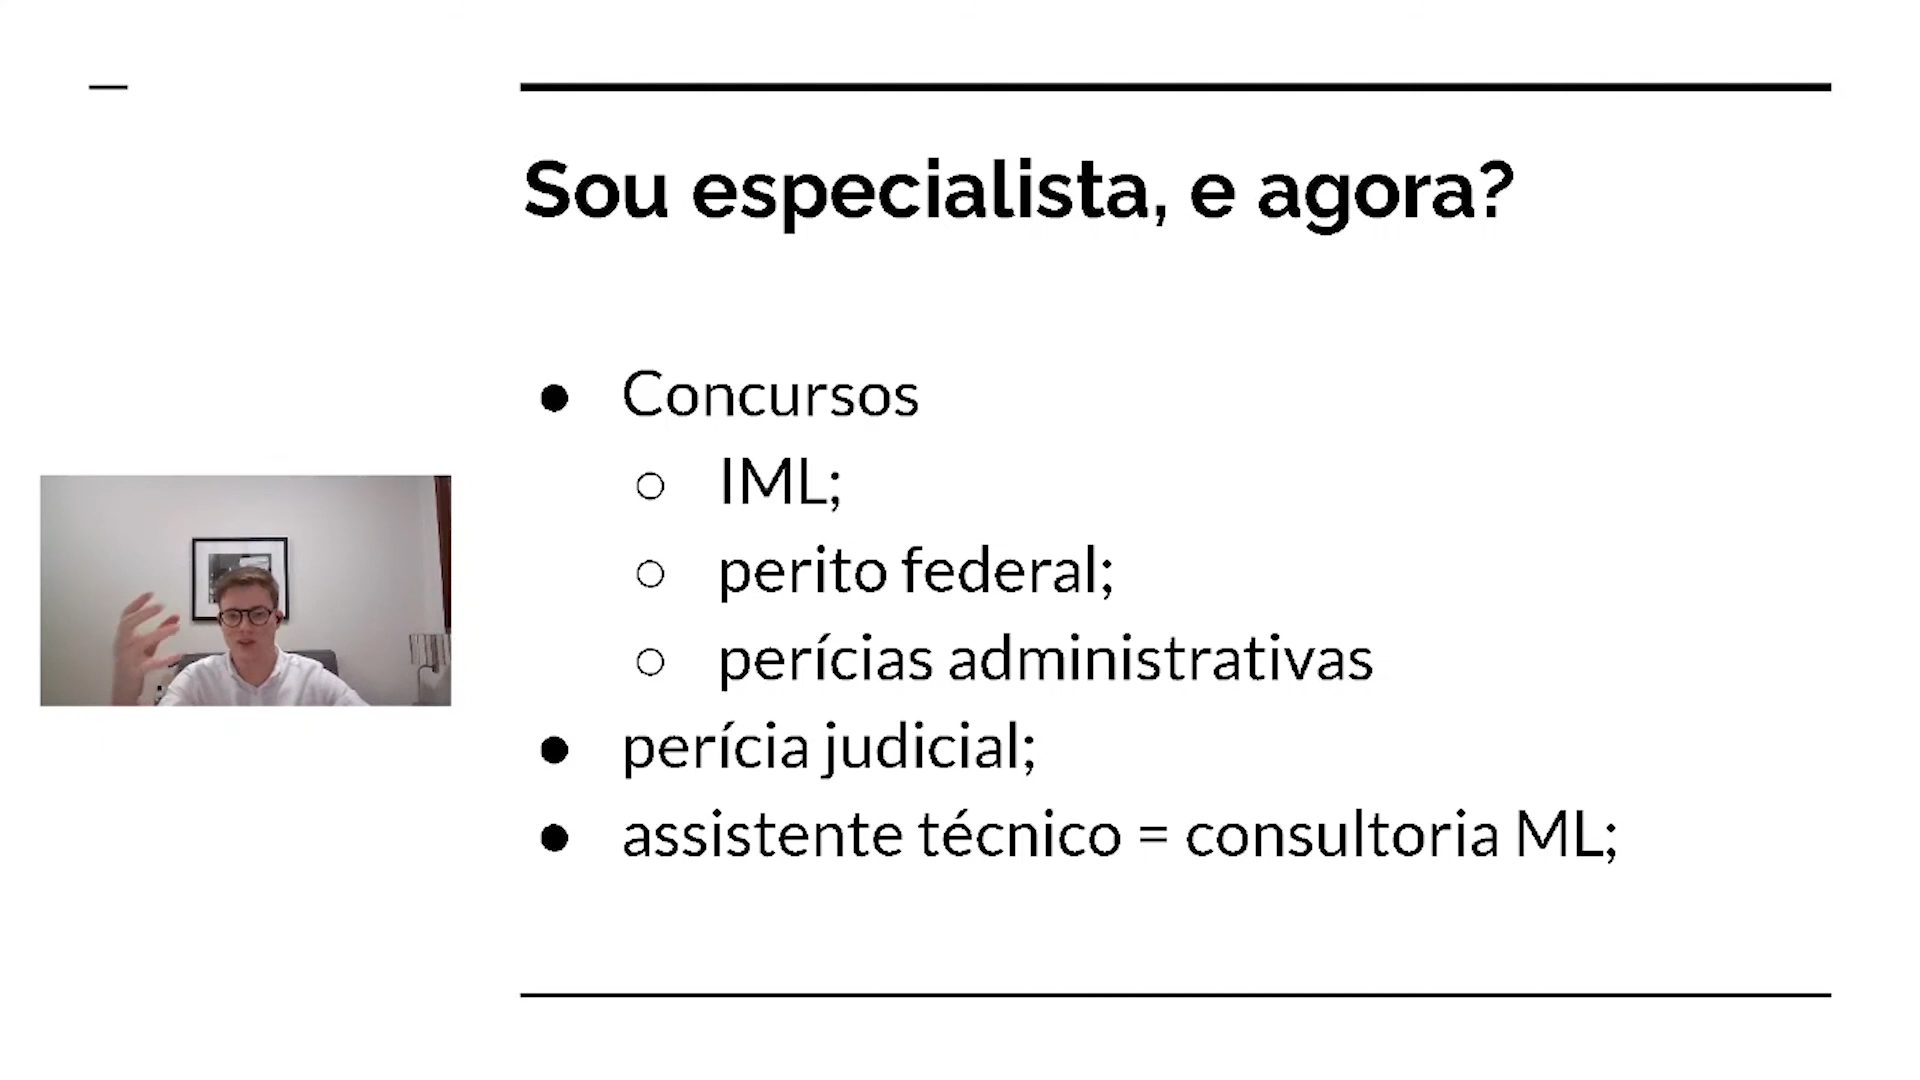 Sou especialista, e agora?
● Concursos
○ IML;
○ perito federal;
○ perícias administrativas
● perícia judicial;
● assistente técnico = consultoria ML;